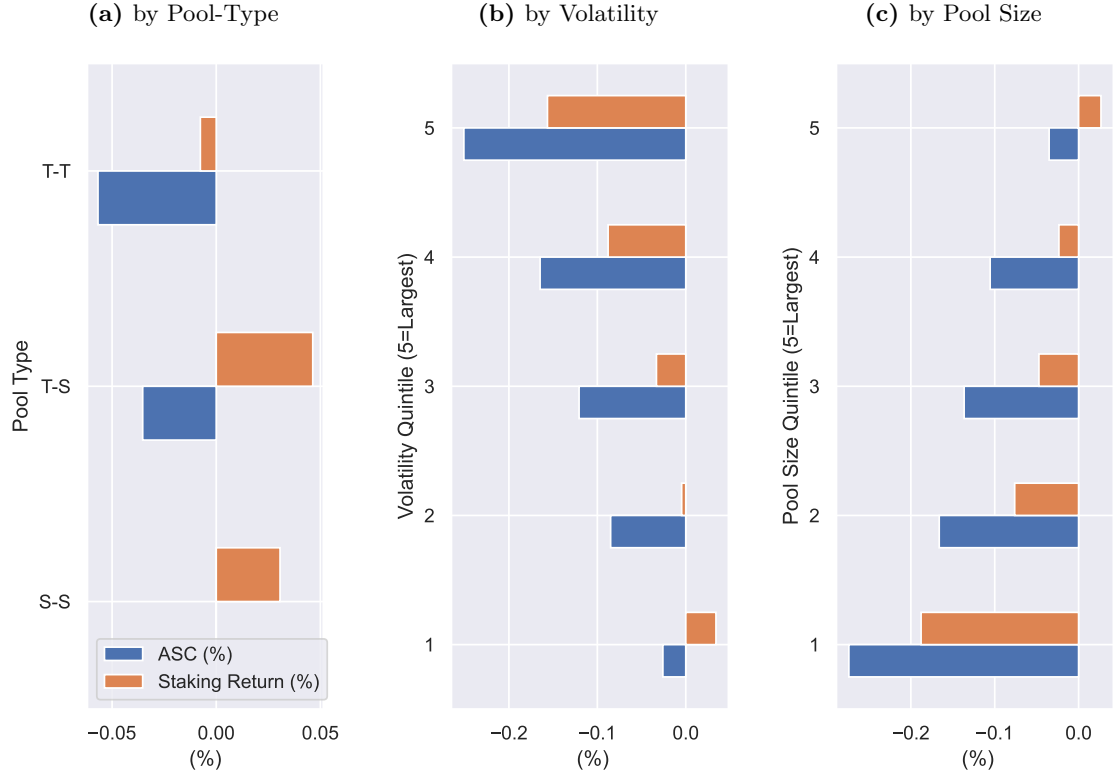 (a) by Pool-Type
Pool Type
T-T
T-S
S-S
ASC (%)
Staking Return (%)
−0.05 0.00 0.05
(%)
(b) by Volatility
Volatility Quintile (5=Largest)
5
4
3
2
1
−0.2 −0.1 0.0
(%)
(c) by Pool Size
Pool Size Quintile (5=Largest)
5
4
3
2
1
−0.2 −0.1 0.0
(%)